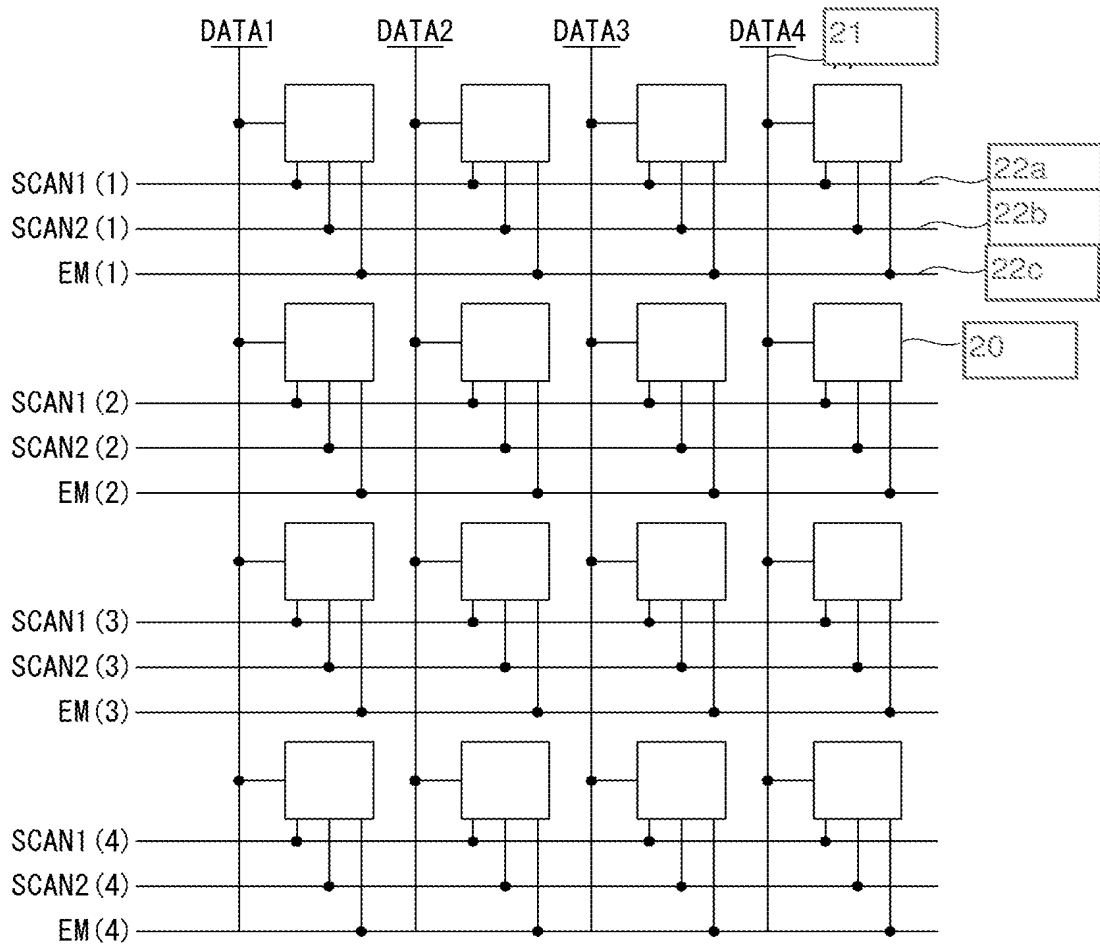 DATA1 DATA2 DATA3 DATA4 21
SCAN1(1) 22a
SCAN2(1) 22b
EM(1) 22c
20
SCAN1(2)
SCAN2(2)
EM(2)
SCAN1(3)
SCAN2(3)
EM(3)
SCAN1(4)
SCAN2(4)
EM(4)